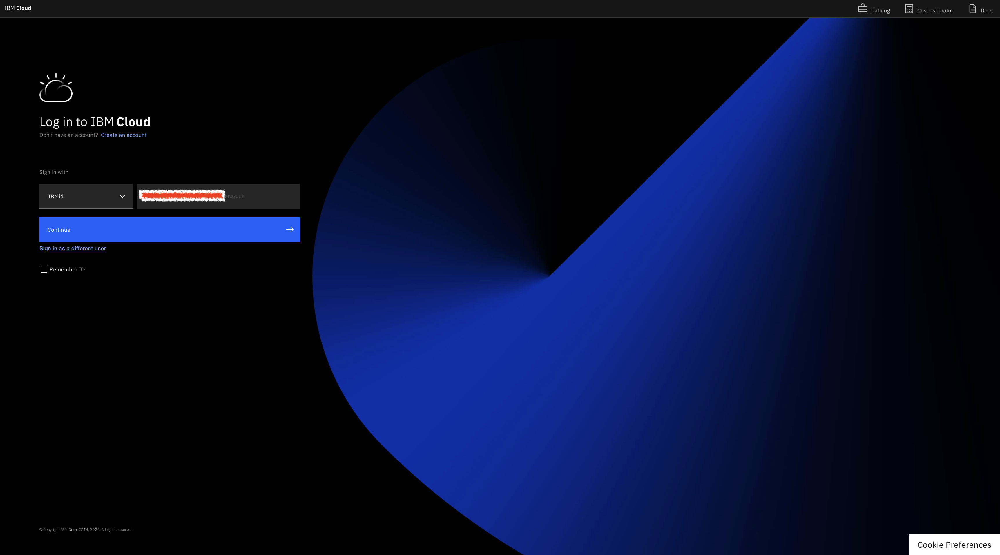 IBM Cloud
Catalog
Cost estimator
Docs
Log in to IBM Cloud
Don't have an account? Create an account
Sign in with
IBMid
er.ac.uk
Continue
Sign in as a different user
Remember ID
© Copyright IBM Corp. 2014, 2024. All rights reserved.
Cookie Preferences